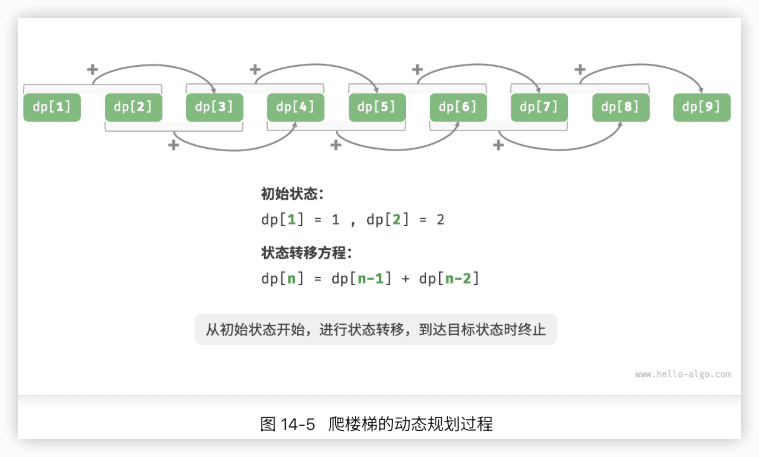 + + + +
dp[1] dp[2] dp[3] dp[4] dp[5] dp[6] dp[7] dp[8] dp[9]
+ + +
初始状态：
dp[1] = 1 , dp[2] = 2
状态转移方程：
dp[n] = dp[n-1] + dp[n-2]
从初始状态开始，进行状态转移，到达目标状态时终止
www.hello-algo.com
图 14-5 爬楼梯的动态规划过程